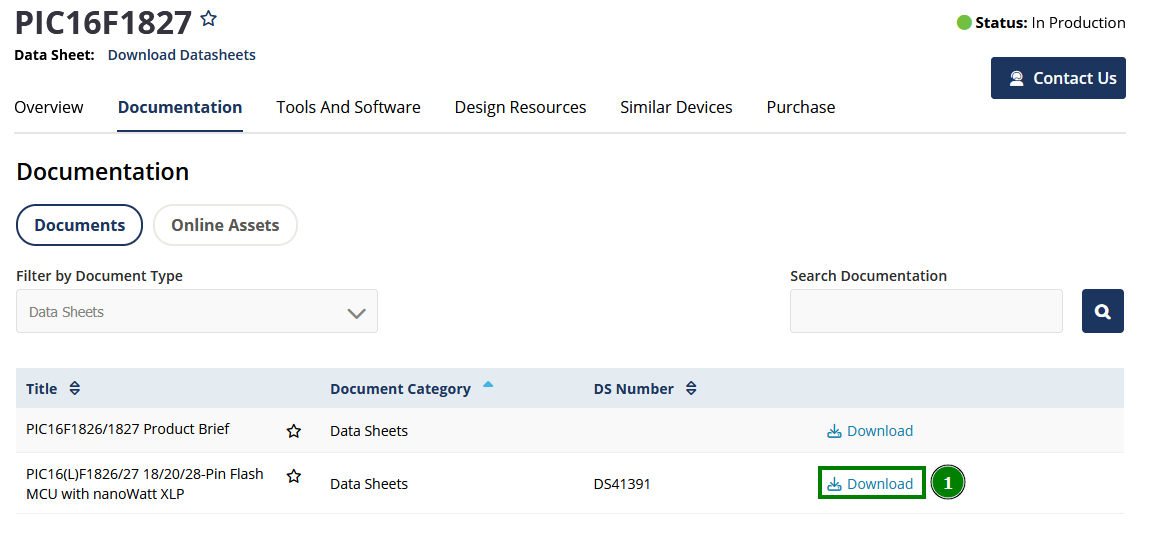 PIC16F1827
Status: In Production
Data Sheet: Download Datasheets
Contact Us
Overview Documentation Tools And Software Design Resources Similar Devices Purchase
Documentation
Documents Online Assets
Filter by Document Type Search Documentation
Data Sheets
Title Document Category DS Number
PIC16F1826/1827 Product Brief Data Sheets Download
PIC16(L)F1826/27 18/20/28-Pin Flash
MCU with nanoWatt XLP Data Sheets DS41391 Download 1